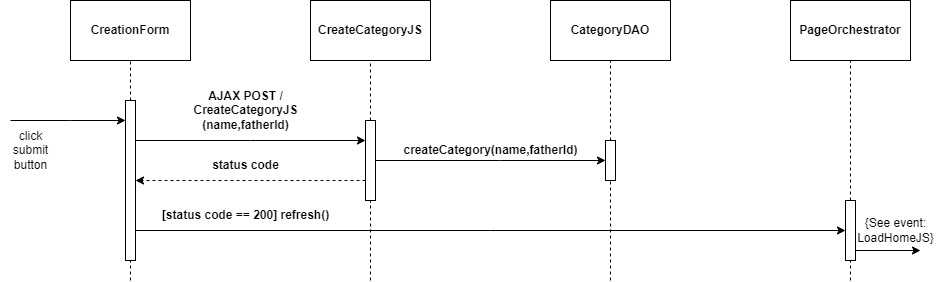 CreationForm
CreateCategoryJS
CategoryDAO
PageOrchestrator
AJAX POST /
CreateCategoryJS
(name,fatherId)
click
submit
button
createCategory(name,fatherId)
status code
[status code == 200] refresh()
{See event:
LoadHomeJS}